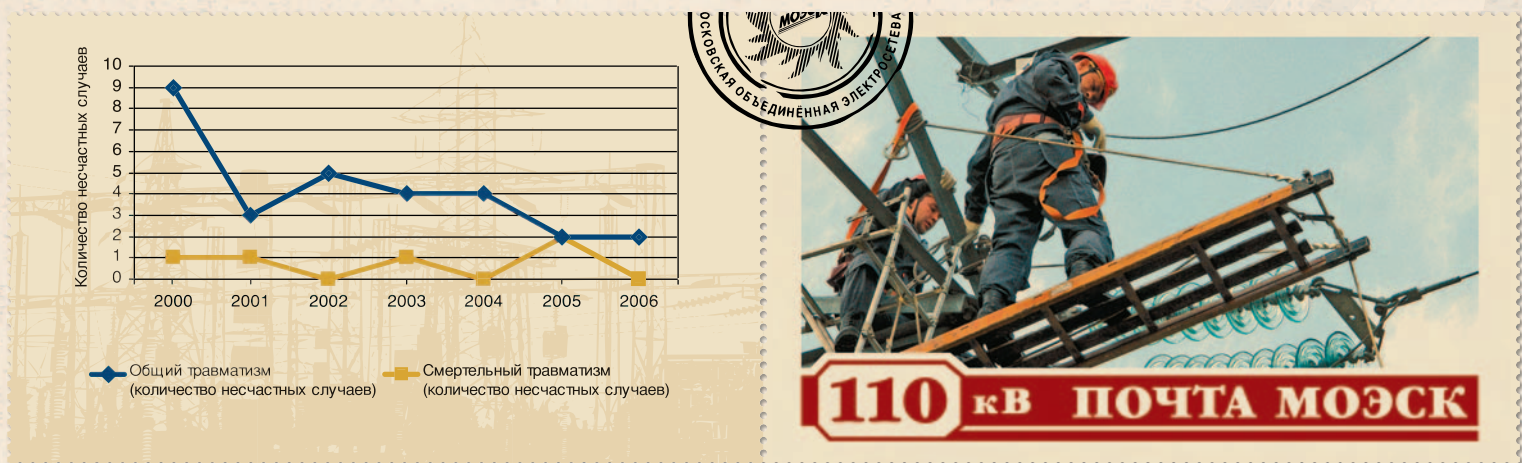 Количество несчастных случаев
10
9
8
7
6
5
4
3
2
1
0
2000 2001 2002 2003 2004 2005 2006
Общий травматизм
(количество несчастных случаев)
Смертельный травматизм
(количество несчастных случаев)
МОЭСК
ОСКОВСКАЯ ОБЪЕДИНЁННАЯ ЭЛЕКТРОСЕТЕВА
110 кВ ПОЧТА МОЭСК